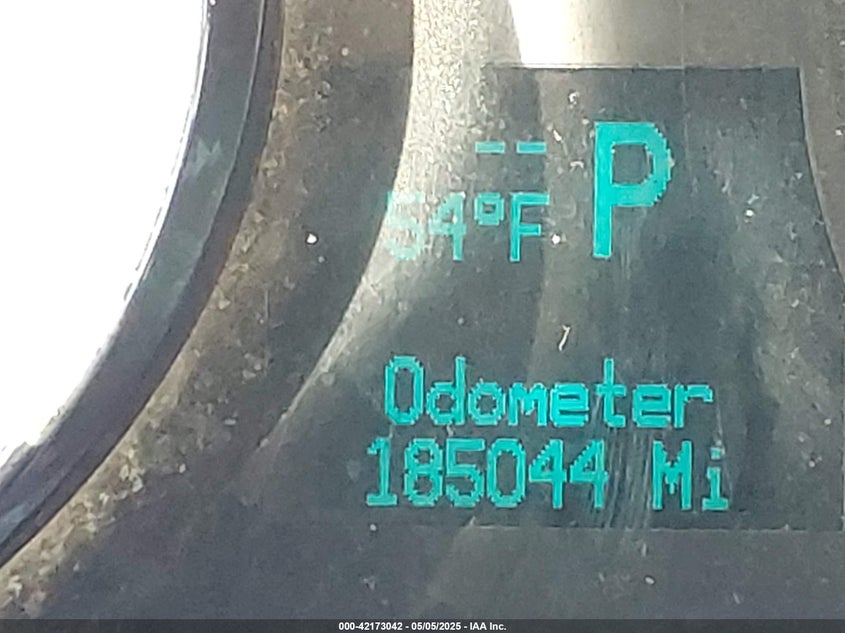 -- P
54°F
Odometer
185044 Mi
000-42173042 - 05/05/2025 - IAA Inc.